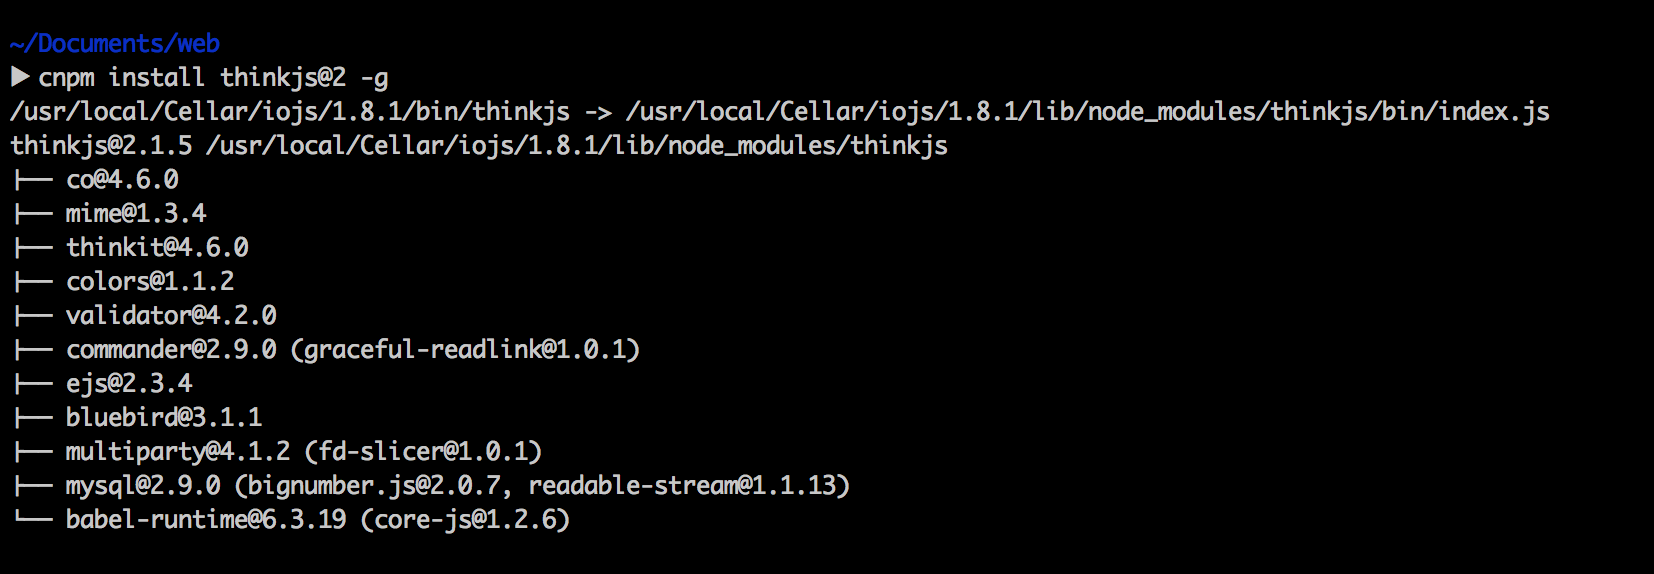 ~/Documents/web
▶ cnpm install thinkjs@2 -g
/usr/local/Cellar/iojs/1.8.1/bin/thinkjs -> /usr/local/Cellar/iojs/1.8.1/lib/node_modules/thinkjs/bin/index.js
thinkjs@2.1.5 /usr/local/Cellar/iojs/1.8.1/lib/node_modules/thinkjs
├── co@4.6.0
├── mime@1.3.4
├── thinkit@4.6.0
├── colors@1.1.2
├── validator@4.2.0
├── commander@2.9.0 (graceful-readlink@1.0.1)
├── ejs@2.3.4
├── bluebird@3.1.1
├── multiparty@4.1.2 (fd-slicer@1.0.1)
├── mysql@2.9.0 (bignumber.js@2.0.7, readable-stream@1.1.13)
└── babel-runtime@6.3.19 (core-js@1.2.6)